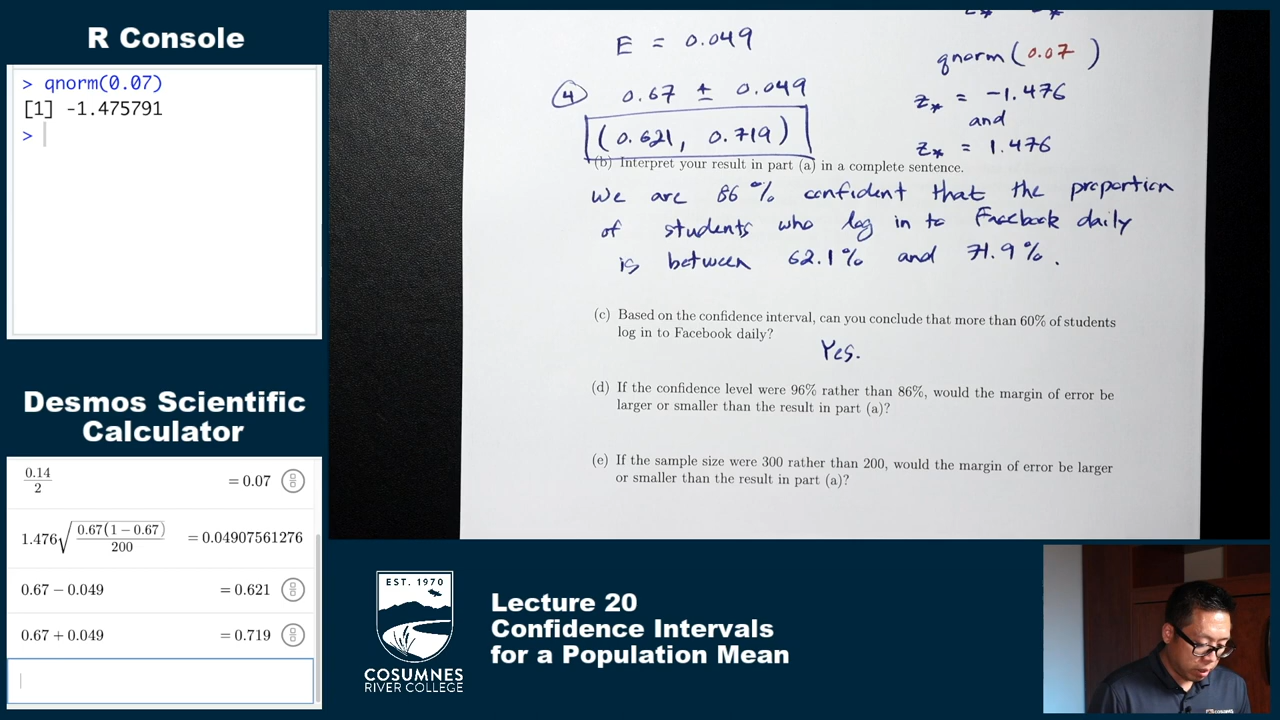 R Console
> qnorm(0.07)
[1] -1.475791
>
Desmos Scientific
Calculator
0.14
2
= 0.07
1.476√
0.67(1 − 0.67)
200
= 0.04907561276
0.67 − 0.049
= 0.621
0.67 + 0.049
= 0.719
E = 0.049
④ 0.67 ± 0.049
(0.621, 0.719)
qnorm(0.07)
z* = -1.476
and
z* = 1.476
(b) Interpret your result in part (a) in a complete sentence.
We are 86% confident that the proportion
of students who log in to Facebook daily
is between 62.1% and 71.9%.
(c) Based on the confidence interval, can you conclude that more than 60% of students
log in to Facebook daily?
Yes.
(d) If the confidence level were 96% rather than 86%, would the margin of error be
larger or smaller than the result in part (a)?
(e) If the sample size were 300 rather than 200, would the margin of error be larger
or smaller than the result in part (a)?
EST. 1970
COSUMNES
RIVER COLLEGE
Lecture 20
Confidence Intervals
for a Population Mean